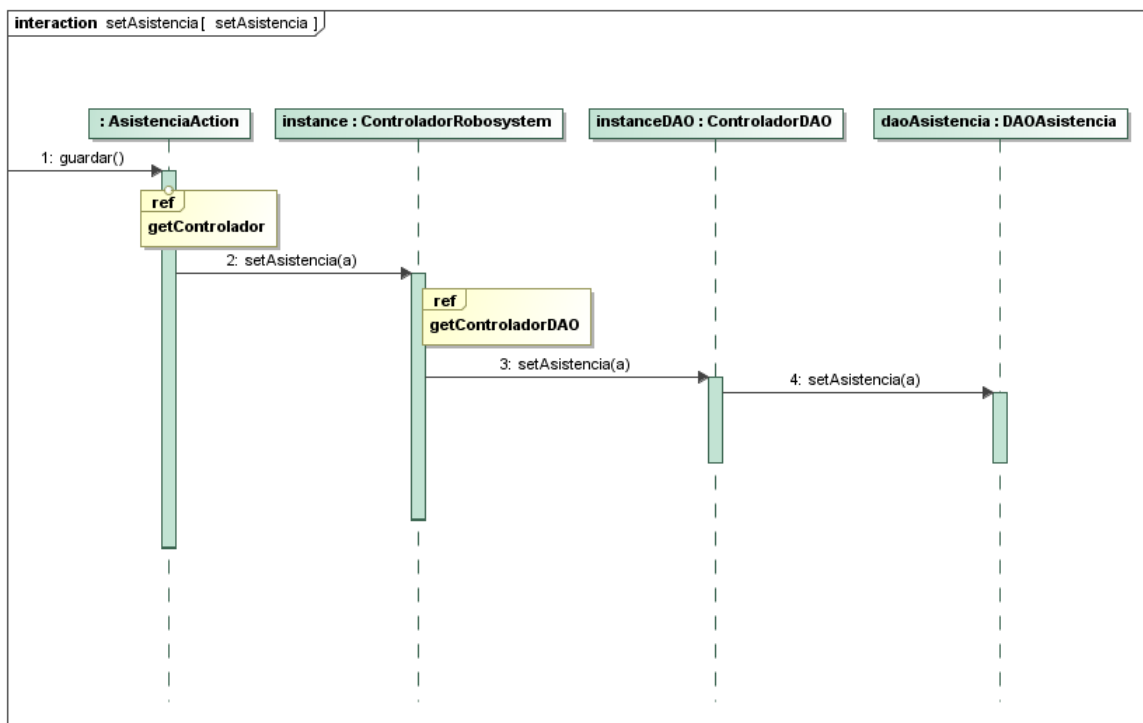 interaction setAsistencia[ setAsistencia ]
: AsistenciaAction
instance : ControladorRobosystem
instanceDAO : ControladorDAO
daoAsistencia : DAOAsistencia
1: guardar()
ref
getControlador
2: setAsistencia(a)
ref
getControladorDAO
3: setAsistencia(a)
4: setAsistencia(a)